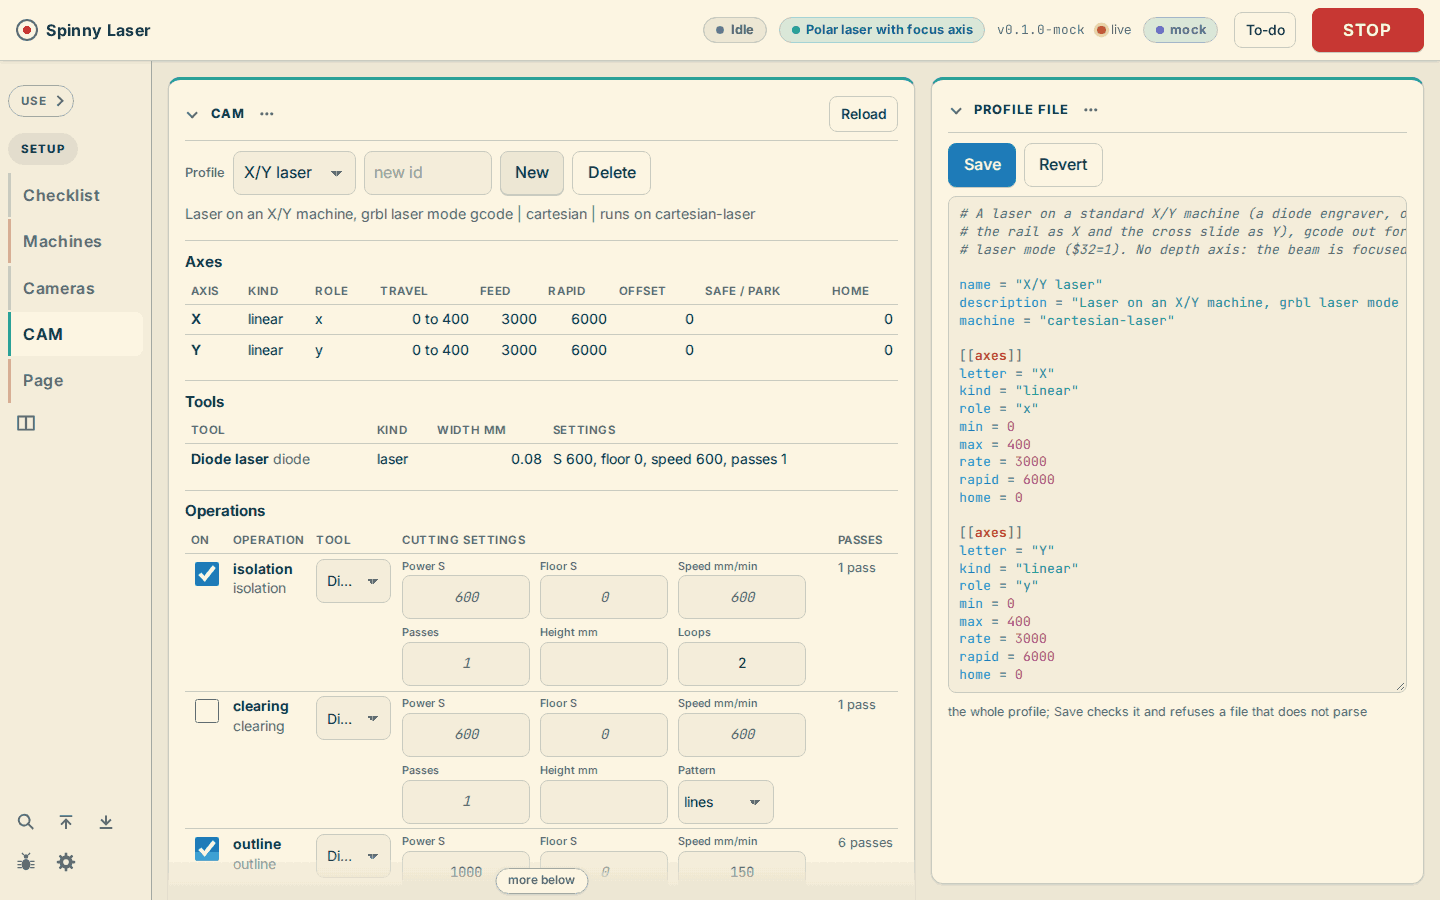 Spinny Laser
Idle
Polar laser with focus axis
v0.1.0-mock
live
mock
To-do
STOP
USE
SETUP
Checklist
Machines
Cameras
CAM
Page
CAM
Reload
Profile
X/Y laser
new id
New
Delete
Laser on an X/Y machine, grbl laser mode gcode | cartesian | runs on cartesian-laser
Axes
AXIS KIND ROLE TRAVEL FEED RAPID OFFSET SAFE / PARK HOME
X linear x 0 to 400 3000 6000 0 0
Y linear y 0 to 400 3000 6000 0 0
Tools
TOOL KIND WIDTH MM SETTINGS
Diode laser diode laser 0.08 S 600, floor 0, speed 600, passes 1
Operations
ON OPERATION TOOL CUTTING SETTINGS PASSES
isolation
isolation
Di...
Power S Floor S Speed mm/min
600 0 600
Passes Height mm Loops
1 2
1 pass
clearing
clearing
Di...
Power S Floor S Speed mm/min
600 0 600
Passes Height mm Pattern
1 lines
1 pass
outline
outline
Di...
Power S Floor S Speed mm/min
1000 0 150
6 passes
more below
PROFILE FILE
Save
Revert
# A laser on a standard X/Y machine (a diode engraver, o
# the rail as X and the cross slide as Y), gcode out for
# laser mode ($32=1). No depth axis: the beam is focused
name = "X/Y laser"
description = "Laser on an X/Y machine, grbl laser mode
machine = "cartesian-laser"
[[axes]]
letter = "X"
kind = "linear"
role = "x"
min = 0
max = 400
rate = 3000
rapid = 6000
home = 0
[[axes]]
letter = "Y"
kind = "linear"
role = "y"
min = 0
max = 400
rate = 3000
rapid = 6000
home = 0
the whole profile; Save checks it and refuses a file that does not parse